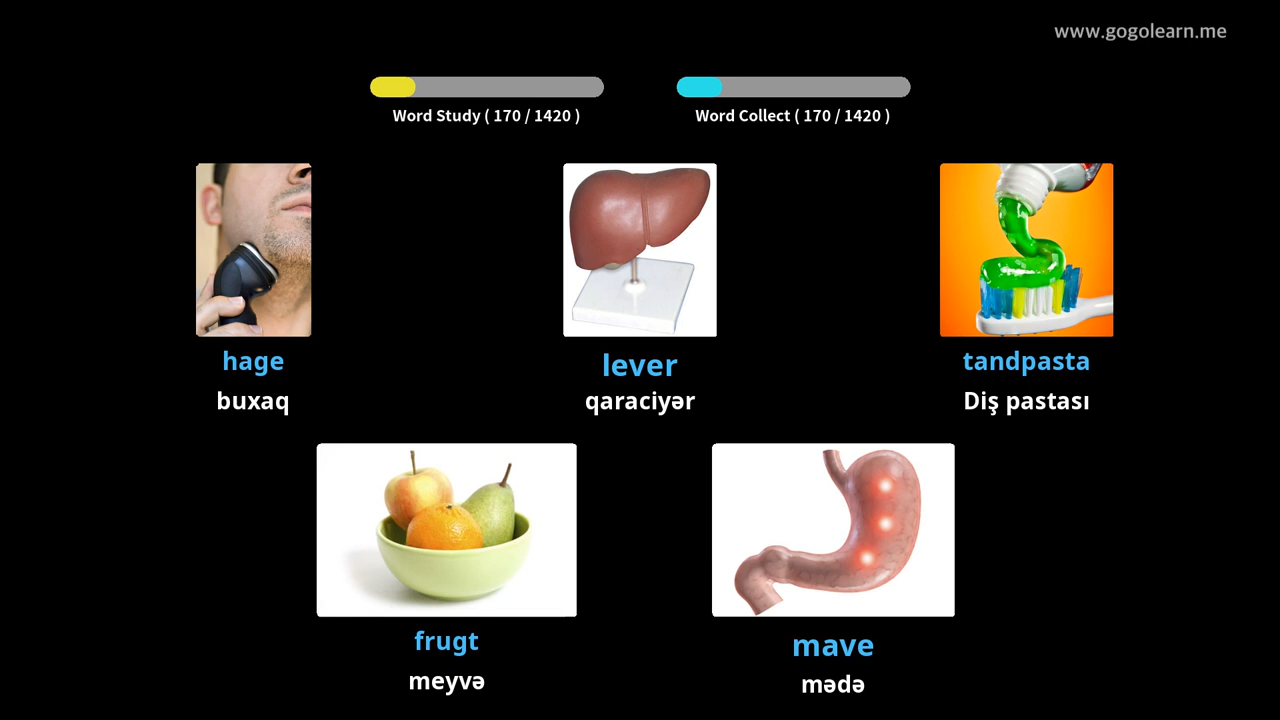 www.gogolearn.me
Word Study ( 170 / 1420 )
Word Collect ( 170 / 1420 )
hage
buxaq
lever
qaraciyər
tandpasta
Diş pastası
frugt
meyvə
mave
mədə